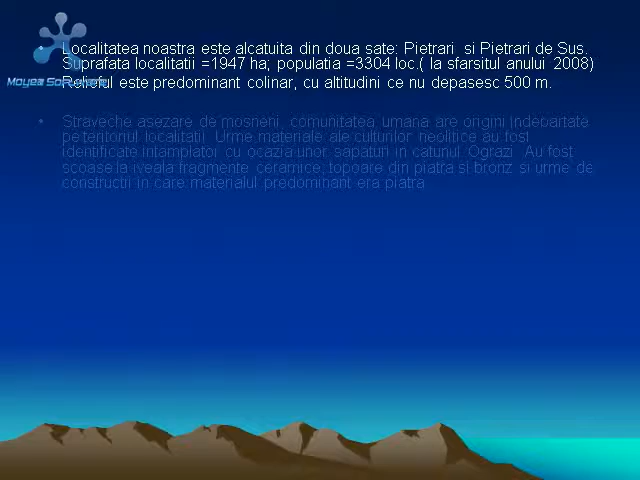 • Localitatea noastra este alcatuita din doua sate: Pietrari si Pietrari de Sus.
Suprafata localitatii =1947 ha; populatia =3304 loc.( la sfarsitul anului 2008)
Relieful este predominant colinar, cu altitudini ce nu depasesc 500 m.
• Straveche asezare de mosneni, comunitatea umana are origini indepartate
pe teritoriul localitatii. Urme materiale ale culturilor neolitice au fost
identificate intamplator cu ocazia unor sapaturi in catunul Ograzi. Au fost
scoase la iveala fragmente ceramice, topoare din piatra si bronz si urme de
constructii in care materialul predominant era piatra